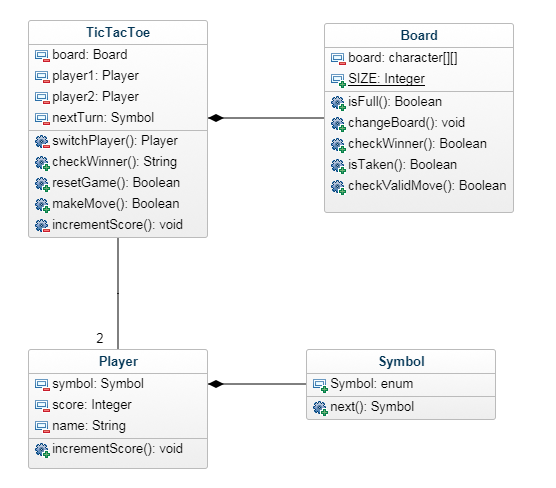 TicTacToe
board: Board
player1: Player
player2: Player
nextTurn: Symbol
switchPlayer(): Player
checkWinner(): String
resetGame(): Boolean
makeMove(): Boolean
incrementScore(): void
Board
board: character[][]
SIZE: Integer
isFull(): Boolean
changeBoard(): void
checkWinner(): Boolean
isTaken(): Boolean
checkValidMove(): Boolean
2
Player
symbol: Symbol
score: Integer
name: String
incrementScore(): void
Symbol
Symbol: enum
next(): Symbol